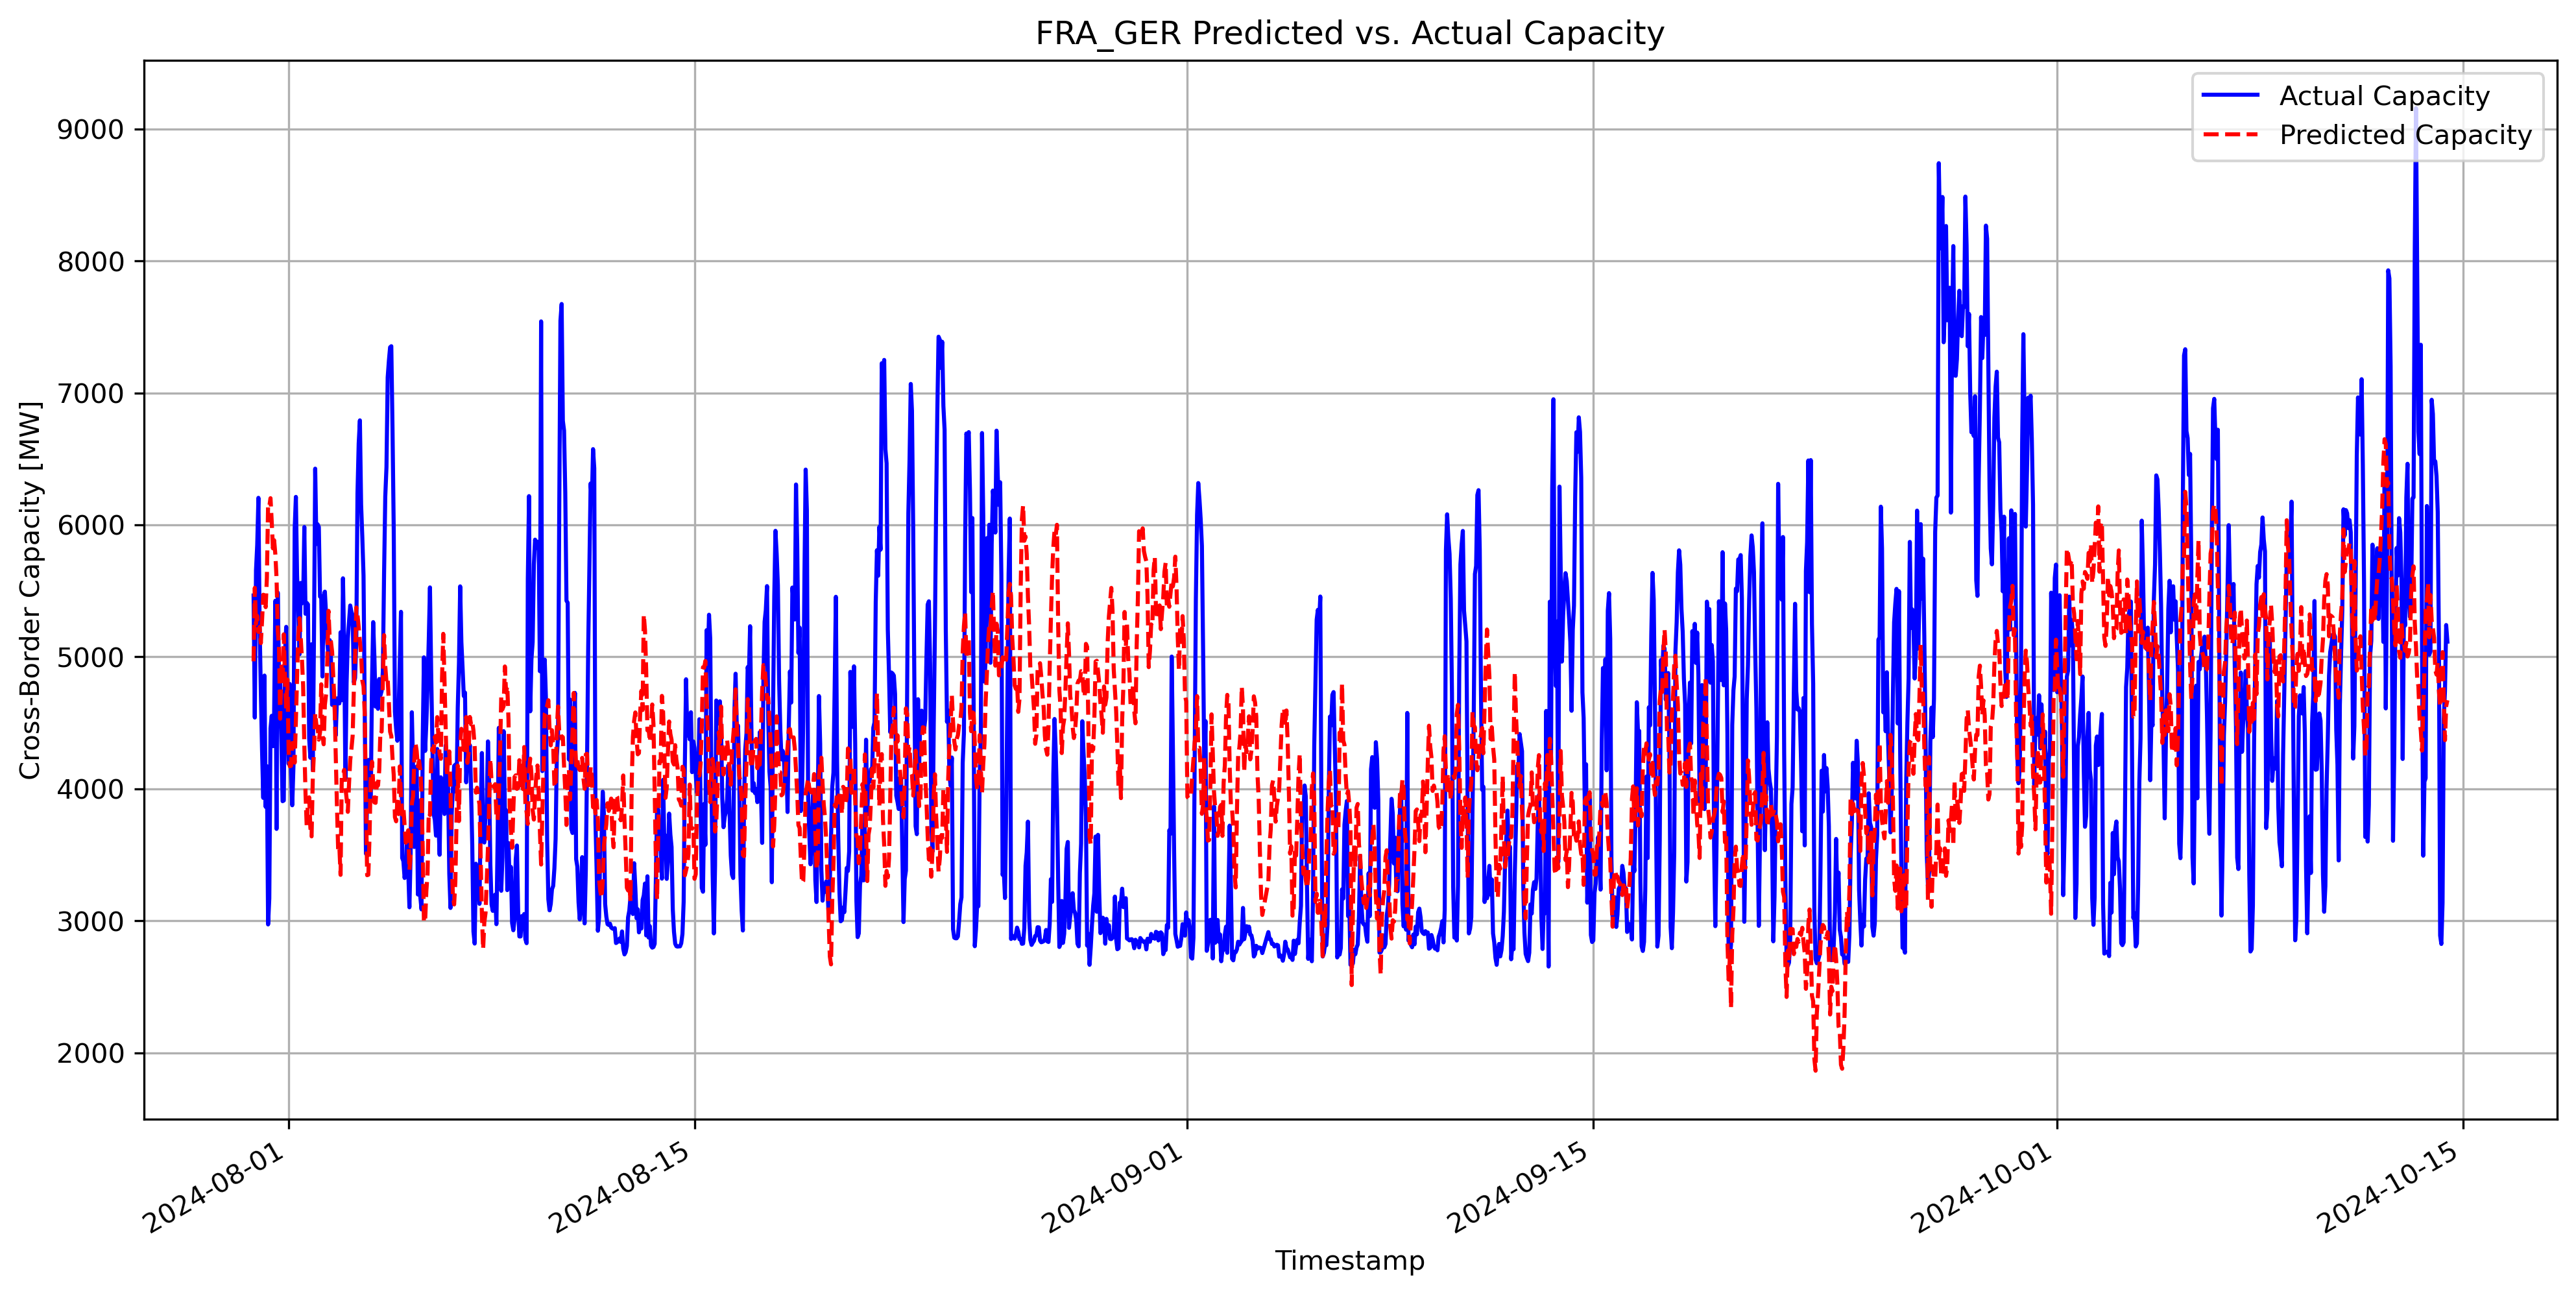 FRA_GER Predicted vs. Actual Capacity
Actual Capacity
Predicted Capacity
Cross-Border Capacity [MW]
9000
8000
7000
6000
5000
4000
3000
2000
2024-08-01
2024-08-15
2024-09-01
2024-09-15
2024-10-01
2024-10-15
Timestamp